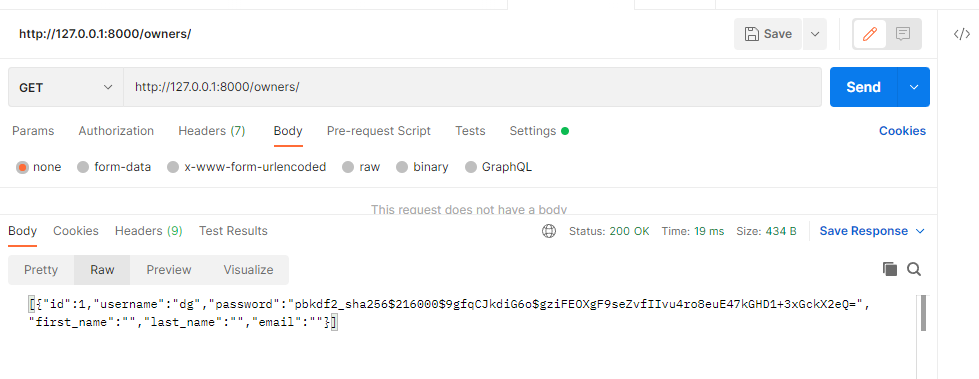 http://127.0.0.1:8000/owners/
Save
GET
http://127.0.0.1:8000/owners/
Send
Params Authorization Headers (7) Body Pre-request Script Tests Settings Cookies
none form-data x-www-form-urlencoded raw binary GraphQL
This request does not have a body
Body Cookies Headers (9) Test Results Status: 200 OK Time: 19 ms Size: 434 B Save Response
Pretty Raw Preview Visualize
[{"id":1,"username":"dg","password":"pbkdf2_sha256$216000$9gfqCJkdiG6o$gziFEOXgF9seZvfIIvu4ro8euE47kGHD1+3xGckX2eQ=",
"first_name":"","last_name":"","email":""}]